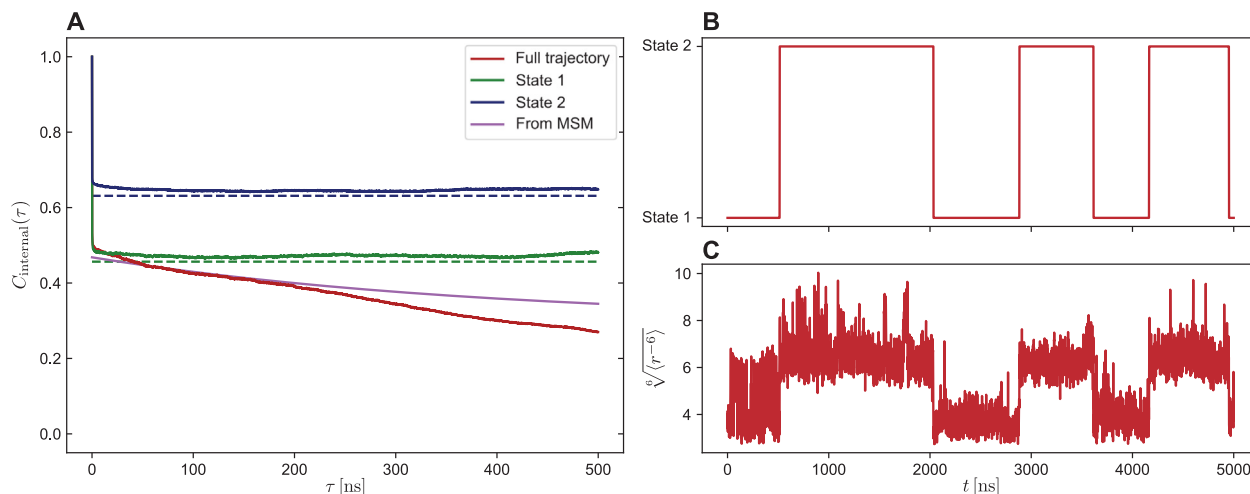 A
1.0
0.8
0.6
0.4
0.2
0.0
C_internal(τ)
0
100
200
300
400
500
τ [ns]
Full trajectory
State 1
State 2
From MSM
B
State 2
State 1
C
10
8
6
4
⁶√⟨r⁻⁶⟩
0
1000
2000
3000
4000
5000
t [ns]